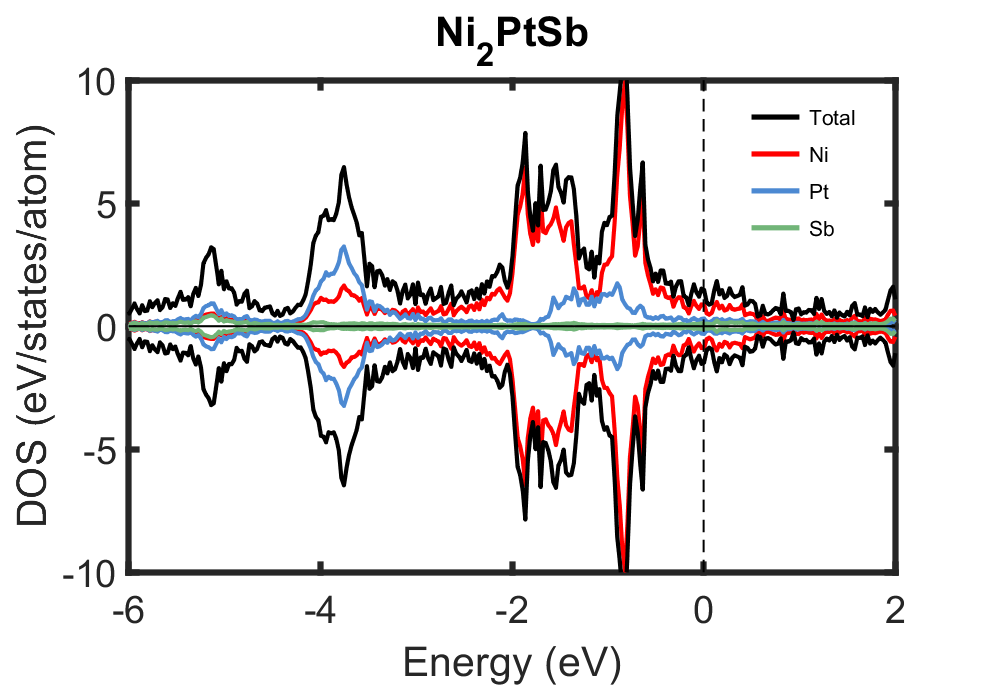 Ni2PtSb
10
5
0
-5
-10
DOS (eV/states/atom)
Total
Ni
Pt
Sb
-6 -4 -2 0 2
Energy (eV)